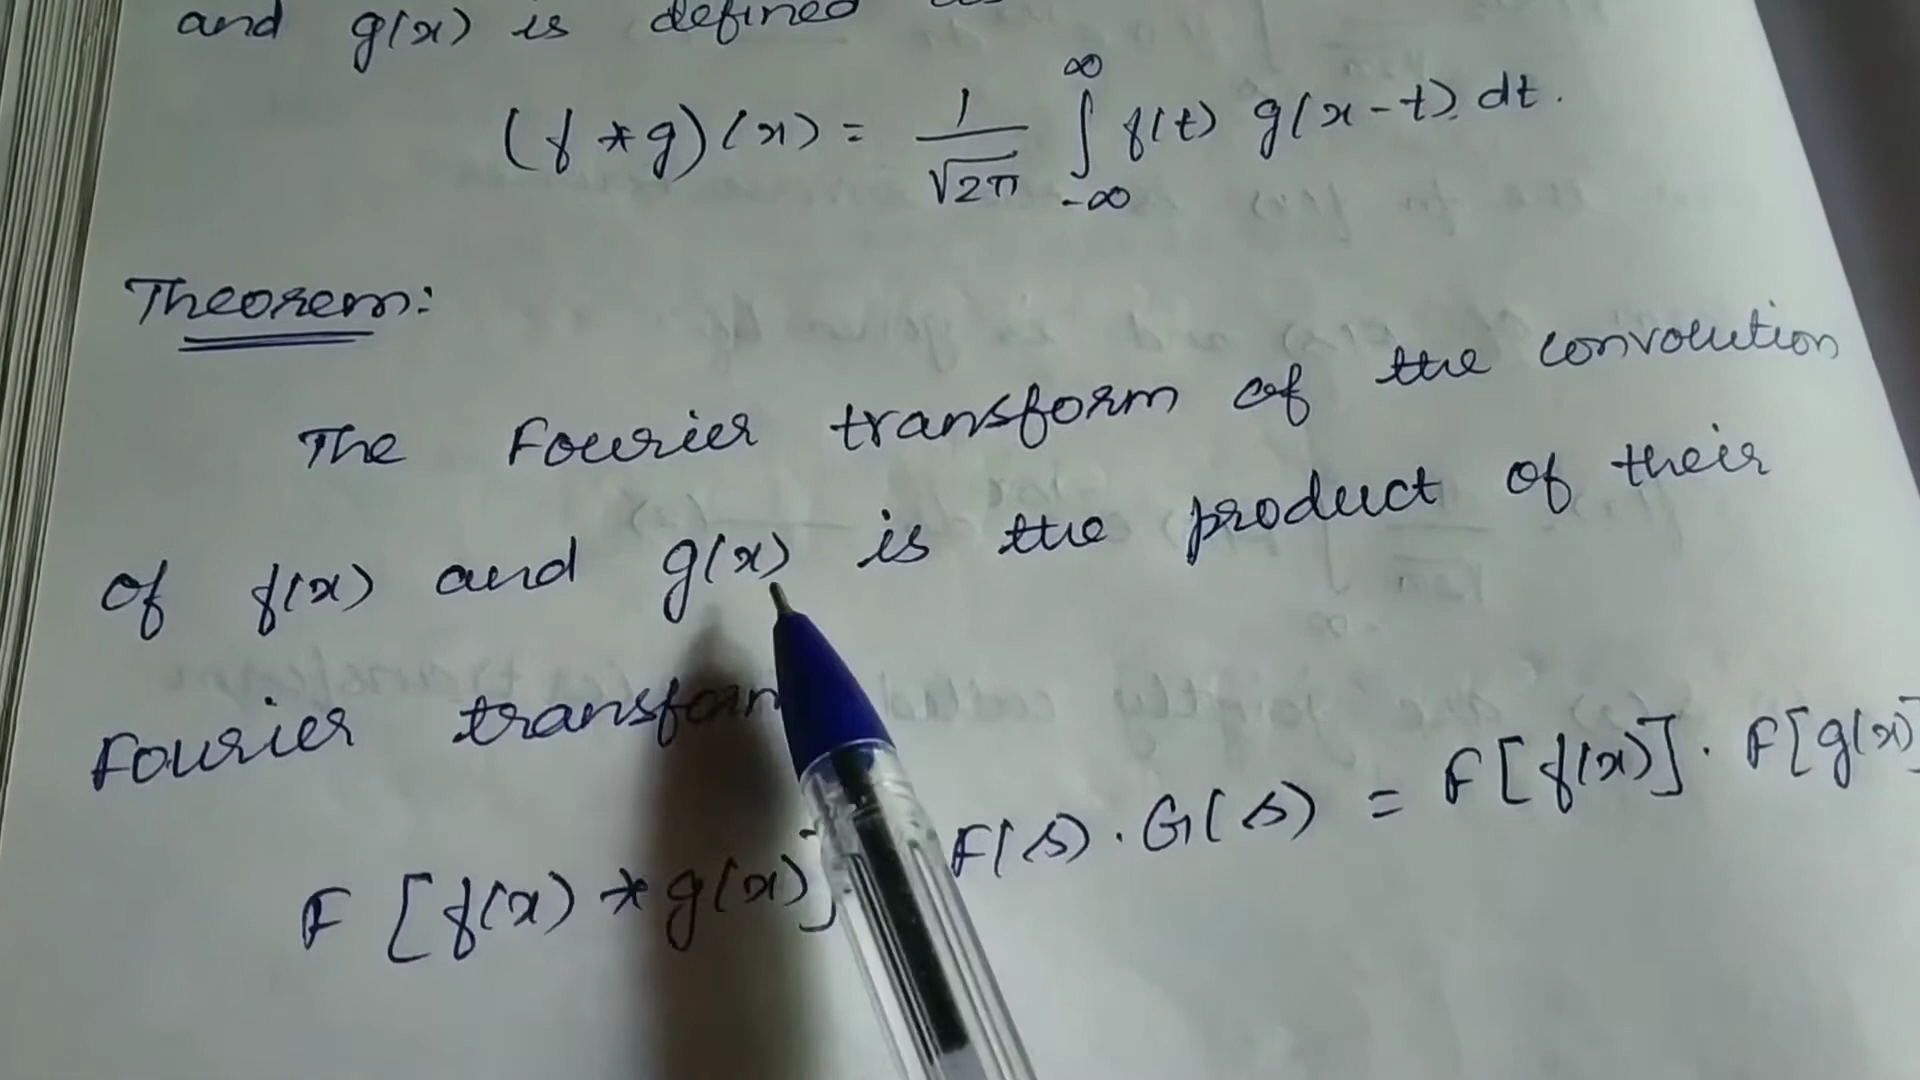 and g(x) is defined
(f * g)(x) = 1/√2π ∫_{-∞}^{∞} f(t) g(x-t) dt.
Theorem:
The Fourier transform of the convolution
of f(x) and g(x) is the product of their
Fourier transform
F [f(x) * g(x)] F(s) . G(s) = F[f(x)] . F[g(x)]